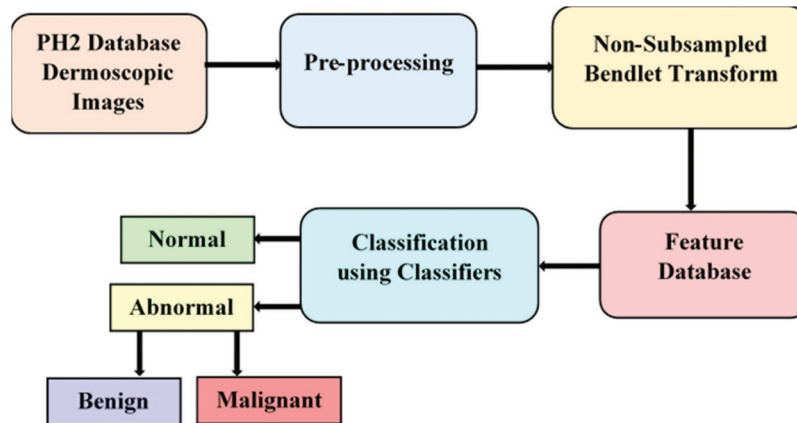 PH2 Database
Dermoscopic
Images
Pre-processing
Non-Subsampled
Bendlet Transform
Feature
Database
Classification
using Classifiers
Normal
Abnormal
Benign
Malignant